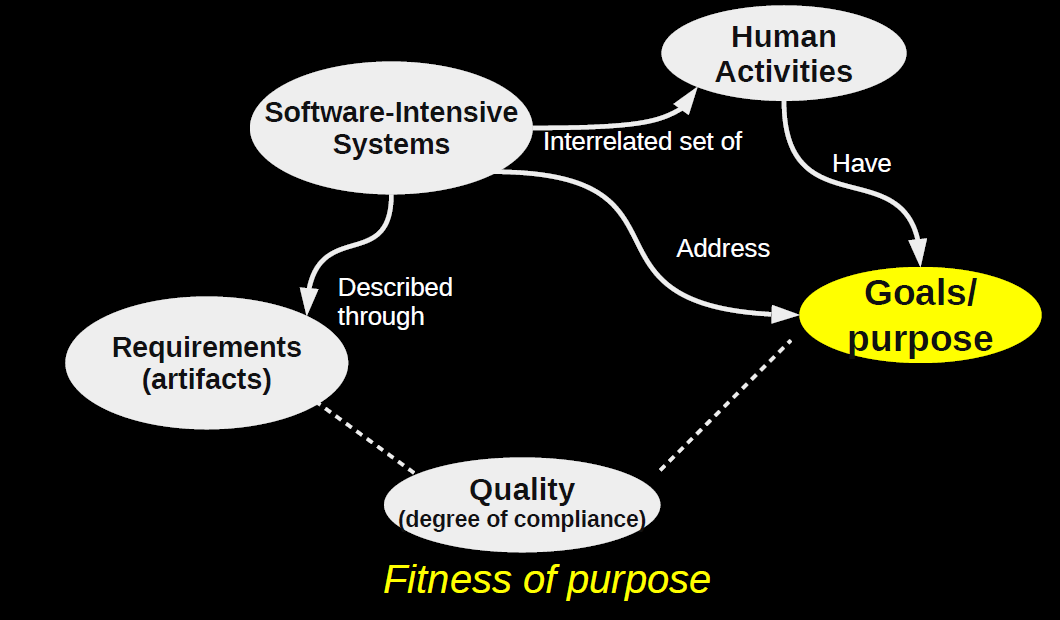 Human
Activities
Software-Intensive
Systems
Interrelated set of
Have
Address
Described
through
Goals/
purpose
Requirements
(artifacts)
Quality
(degree of compliance)
Fitness of purpose